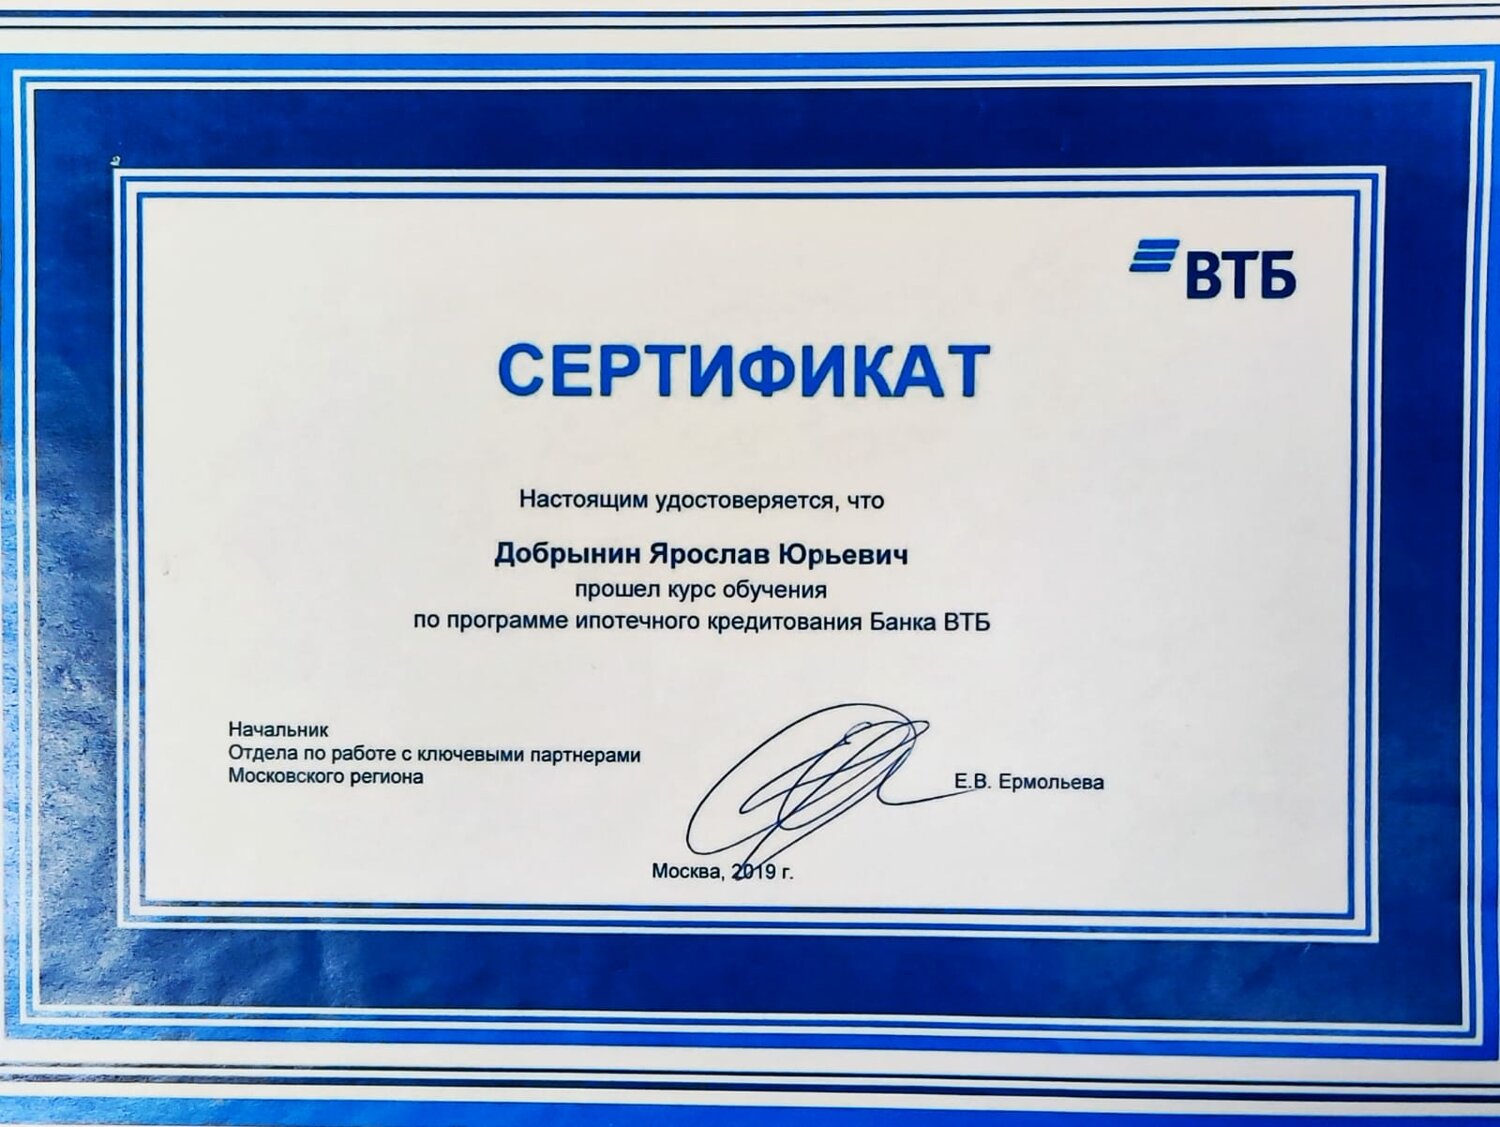 ВТБ
СЕРТИФИКАТ
Настоящим удостоверяется, что
Добрынин Ярослав Юрьевич
прошел курс обучения
по программе ипотечного кредитования Банка ВТБ
Начальник
Отдела по работе с ключевыми партнерами
Московского региона
Е.В. Ермольева
Москва, 2019 г.